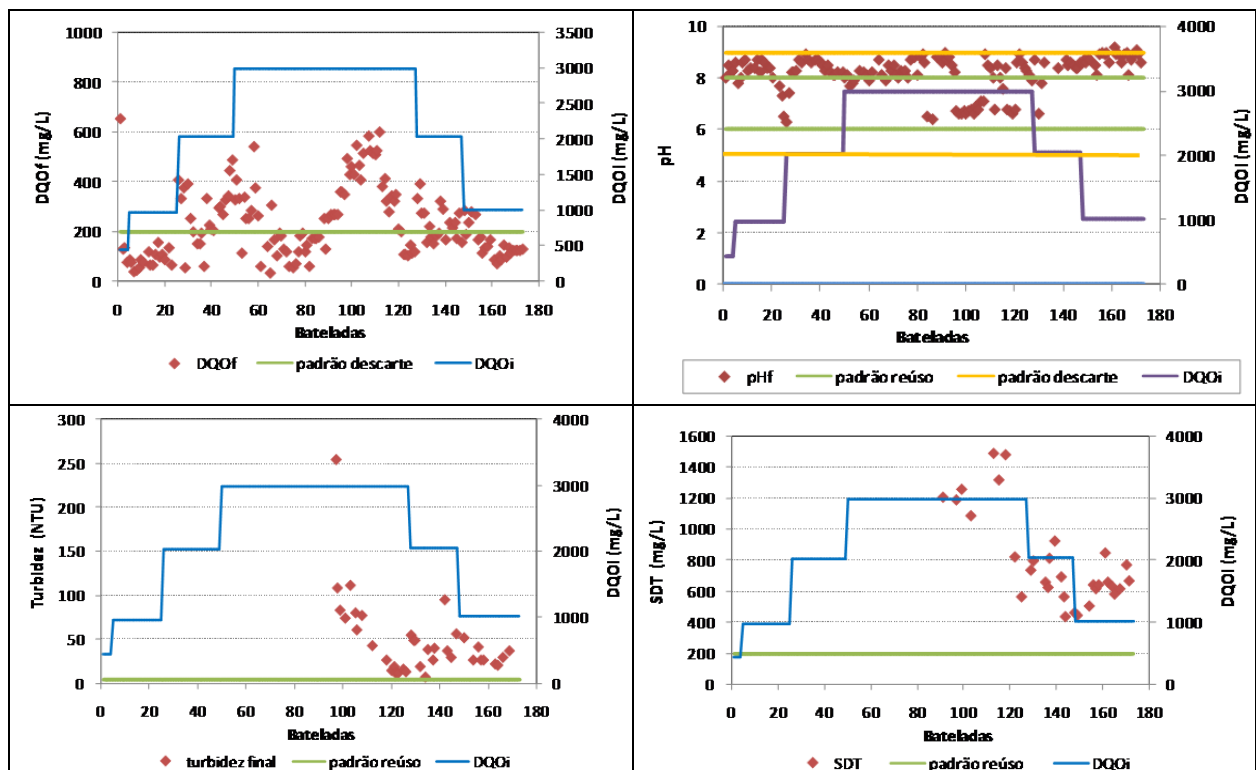 DQOf (mg/L)
1000
800
600
400
200
0
3500
3000
2500
2000
1500
1000
500
0
DQOi (mg/L)
0 20 40 60 80 100 120 140 160 180
Bateladas
DQOf padrão descarte DQOi
pH
10
8
6
4
2
0
4000
3000
2000
1000
0
DQOi (mg/L)
0 20 40 60 80 100 120 140 160 180
Bateladas
pHf padrão reúso padrão descarte DQOi
Turbidez (NTU)
300
250
200
150
100
50
0
4000
3000
2000
1000
0
DQOi (mg/L)
0 20 40 60 80 100 120 140 160 180
Bateladas
turbidez final padrão reúso DQOi
SDT (mg/L)
1600
1400
1200
1000
800
600
400
200
0
4000
3000
2000
1000
0
DQOi (mg/L)
0 20 40 60 80 100 120 140 160 180
Bateladas
SDT padrão reúso DQOi